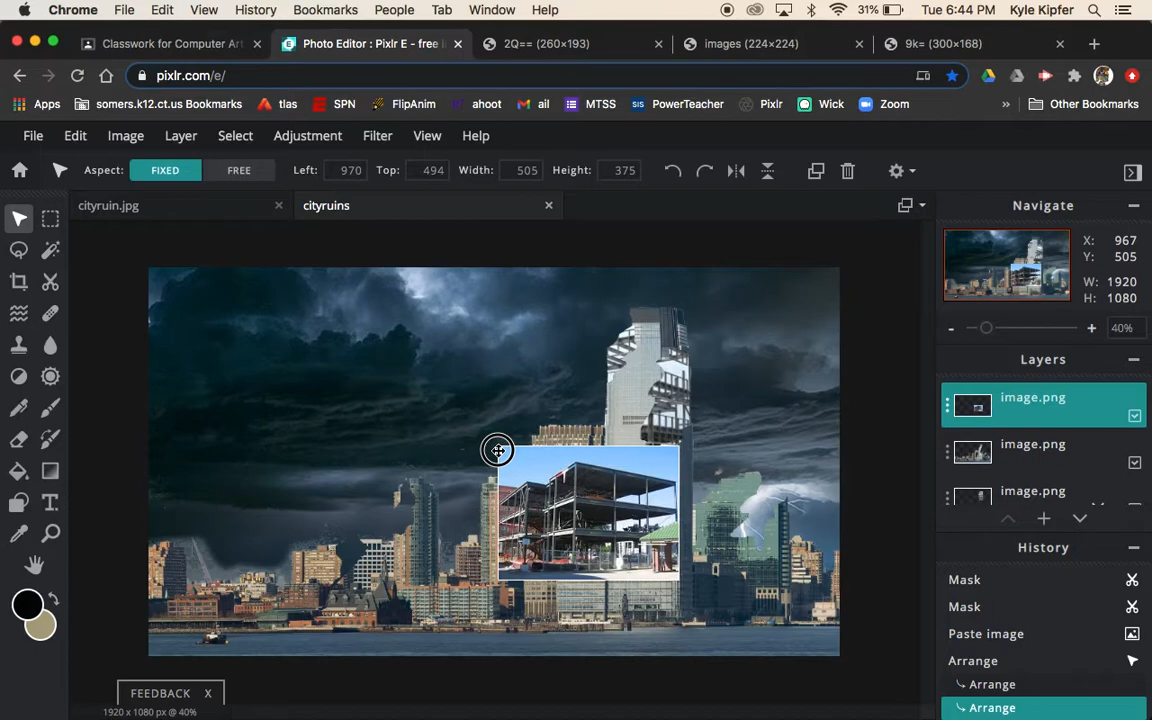 Chrome File Edit View History Bookmarks People Tab Window Help 31% Tue 6:44 PM Kyle Kipfer
Classwork for Computer Art × Photo Editor : Pixlr E - free i × 2Q== (260×193) × images (224×224) × 9k= (300×168) × +
pixlr.com/e/
Apps somers.k12.ct.us Bookmarks tlas SPN FlipAnim ahoot ail MTSS SIS PowerTeacher Pixlr Wick Zoom » Other Bookmarks
File Edit Image Layer Select Adjustment Filter View Help
Aspect: FIXED FREE Left: 970 Top: 494 Width: 505 Height: 375
cityruin.jpg × cityruins ×
Navigate
X: 967
Y: 505
W: 1920
H: 1080
- + 40%
Layers
image.png
image.png
image.png
History
Mask
Mask
Paste image
Arrange
Arrange
Arrange
FEEDBACK X
1920 x 1080 px @ 40%